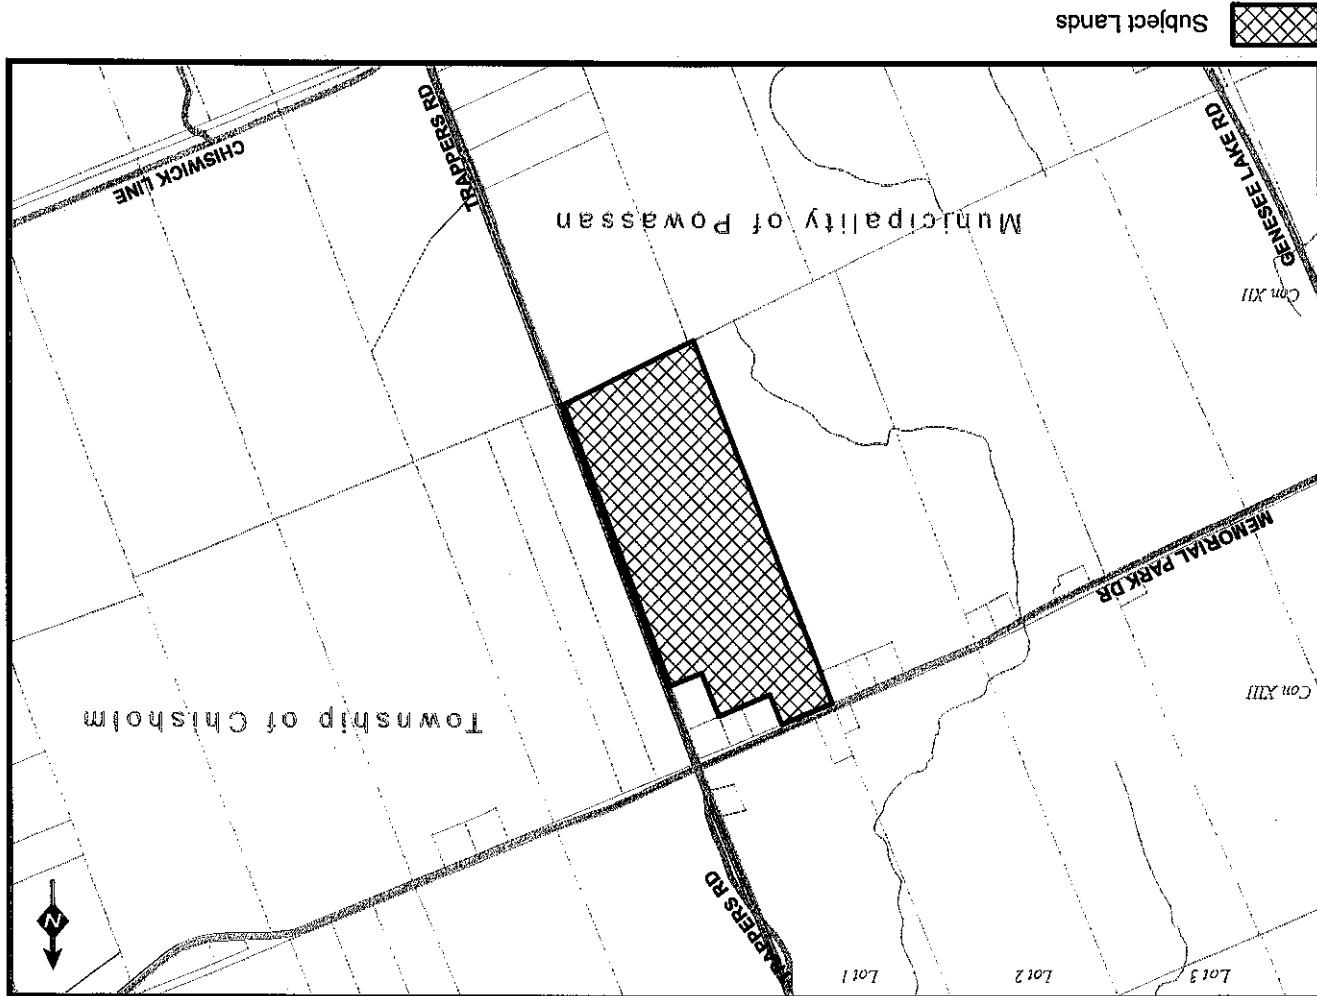 Lot 3
Lot 2
Lot 1
TRAPPERS RD
N
Con XIII
Township of Chisholm
MEMORIAL PARK DR
Con XII
GENESEE LAKE RD
Municipality of Powassan
TRAPPERS RD
CHISWICK LINE
Subject Lands